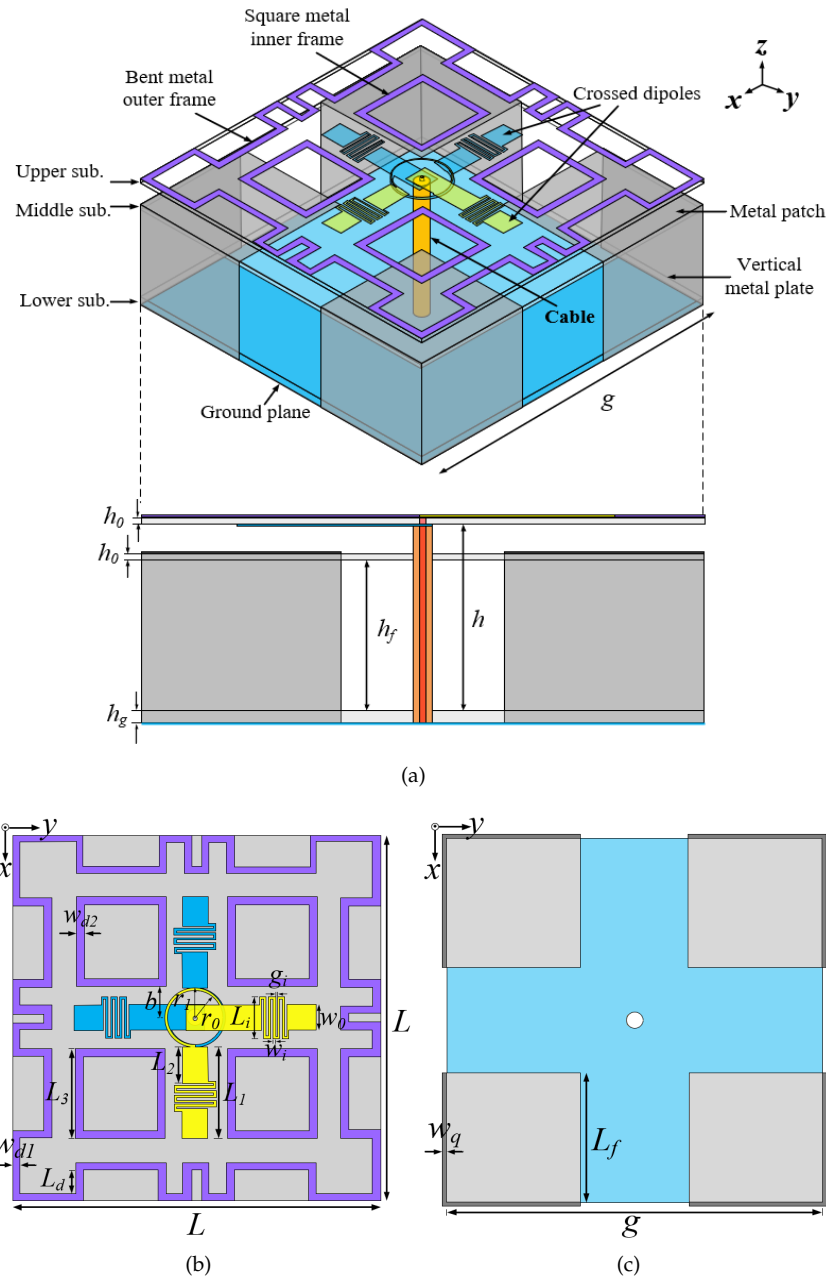 Square metal
inner frame
Bent metal
outer frame
Crossed dipoles
z
x
y
Upper sub.
Middle sub.
Metal patch
Vertical
metal plate
Lower sub.
Cable
Ground plane
g
h0
h0
hf
h
hg
(a)
y
x
wd2
gi
b
r1
r0
Li
w0
wi
L
L2
L3
L1
wd1
Ld
L
(b)
y
x
wq
Lf
g
(c)